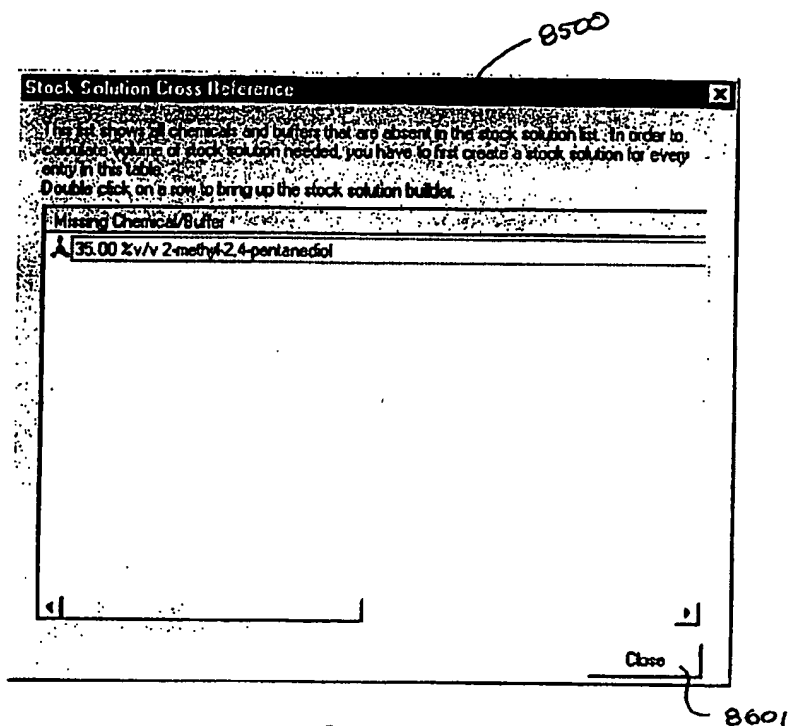 8500
Stock Solution Cross Reference
This list shows all chemicals and buffers that are absent in the stock solution list. In order to
calculate volume of stock solution needed, you have to first create a stock solution for every
entry in this table.
Double click on a row to bring up the stock solution builder.
Missing Chemical/Buffer
35.00 %v/v 2-methyl-2,4-pentanediol
Close
8601